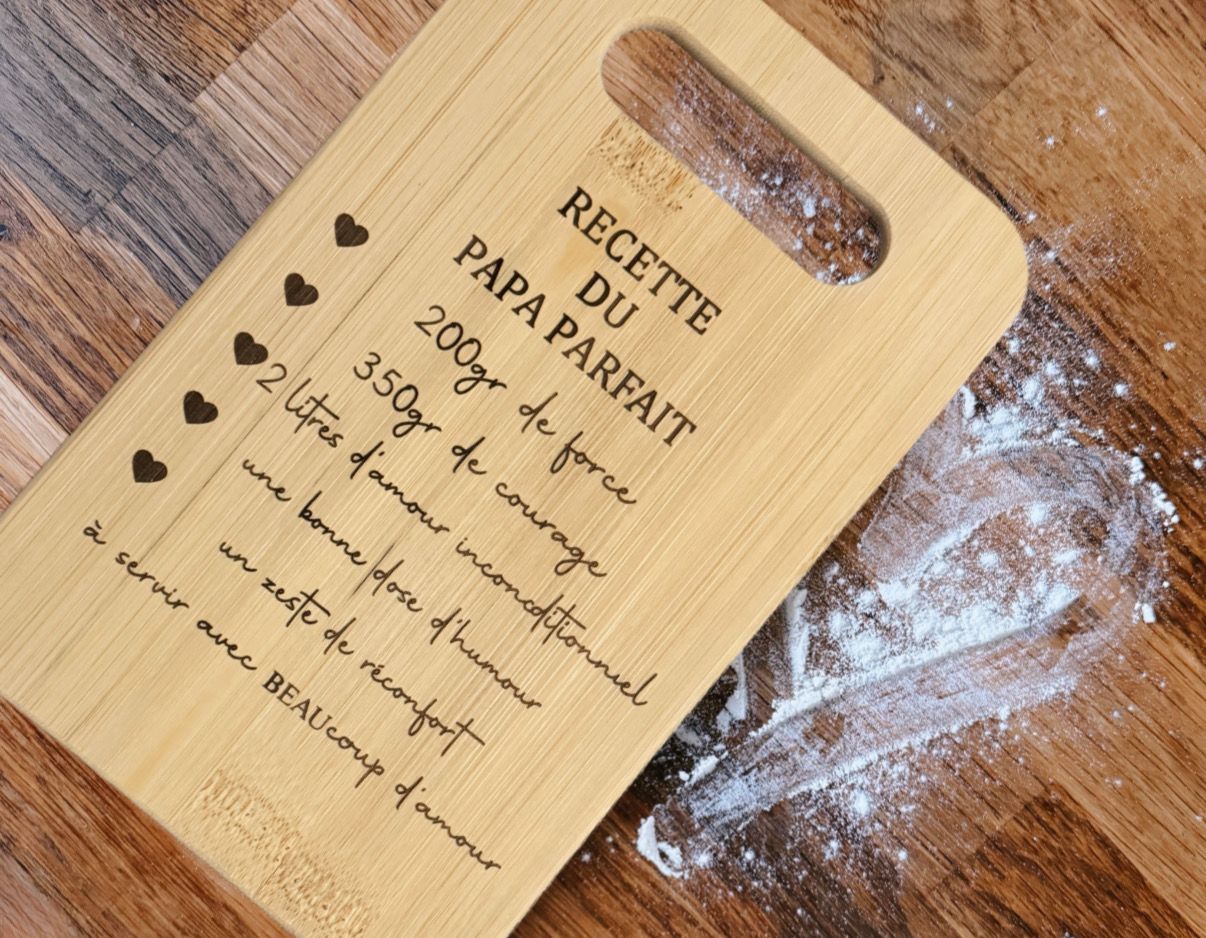 RECETTE
DU
PAPA PARFAIT
200gr de force
350gr de courage
2 litres d'amour inconditionnel
une bonne dose d'humour
un zeste de réconfort
à servir avec BEAUcoup d'amour